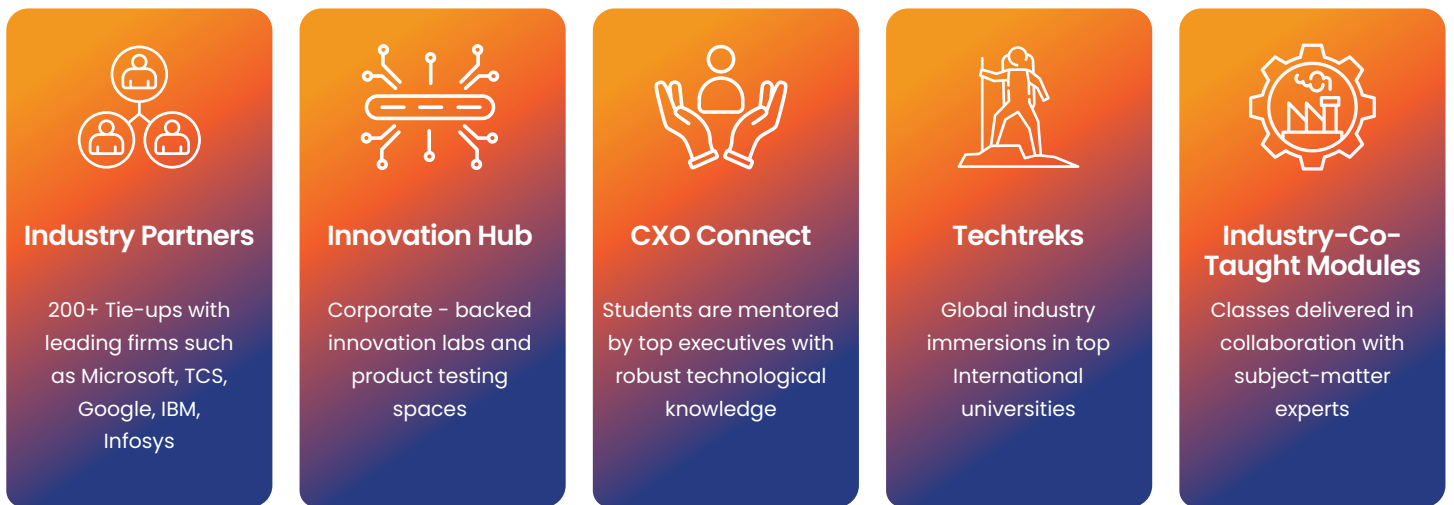 Industry Partners
200+ Tie-ups with
leading firms such
as Microsoft, TCS,
Google, IBM,
Infosys
Innovation Hub
Corporate - backed
innovation labs and
product testing
spaces
CXO Connect
Students are mentored
by top executives with
robust technological
knowledge
Techtreks
Global industry
immersions in top
International
universities
Industry-Co-
Taught Modules
Classes delivered in
collaboration with
subject-matter
experts